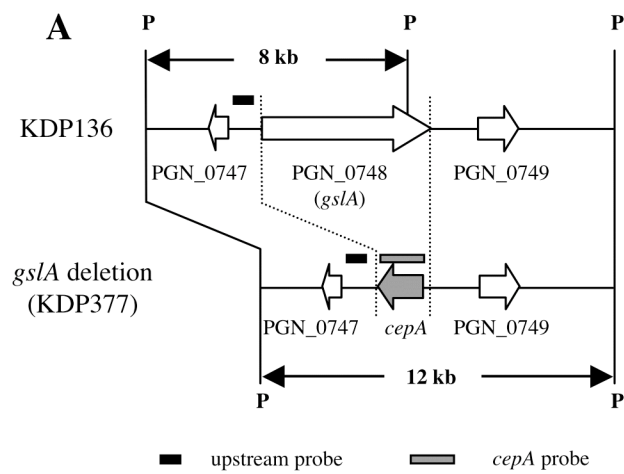 A
P P P
8 kb
KDP136
PGN_0747 PGN_0748 PGN_0749
(gslA)
gslA deletion
(KDP377)
PGN_0747 cepA PGN_0749
12 kb
P P
upstream probe cepA probe